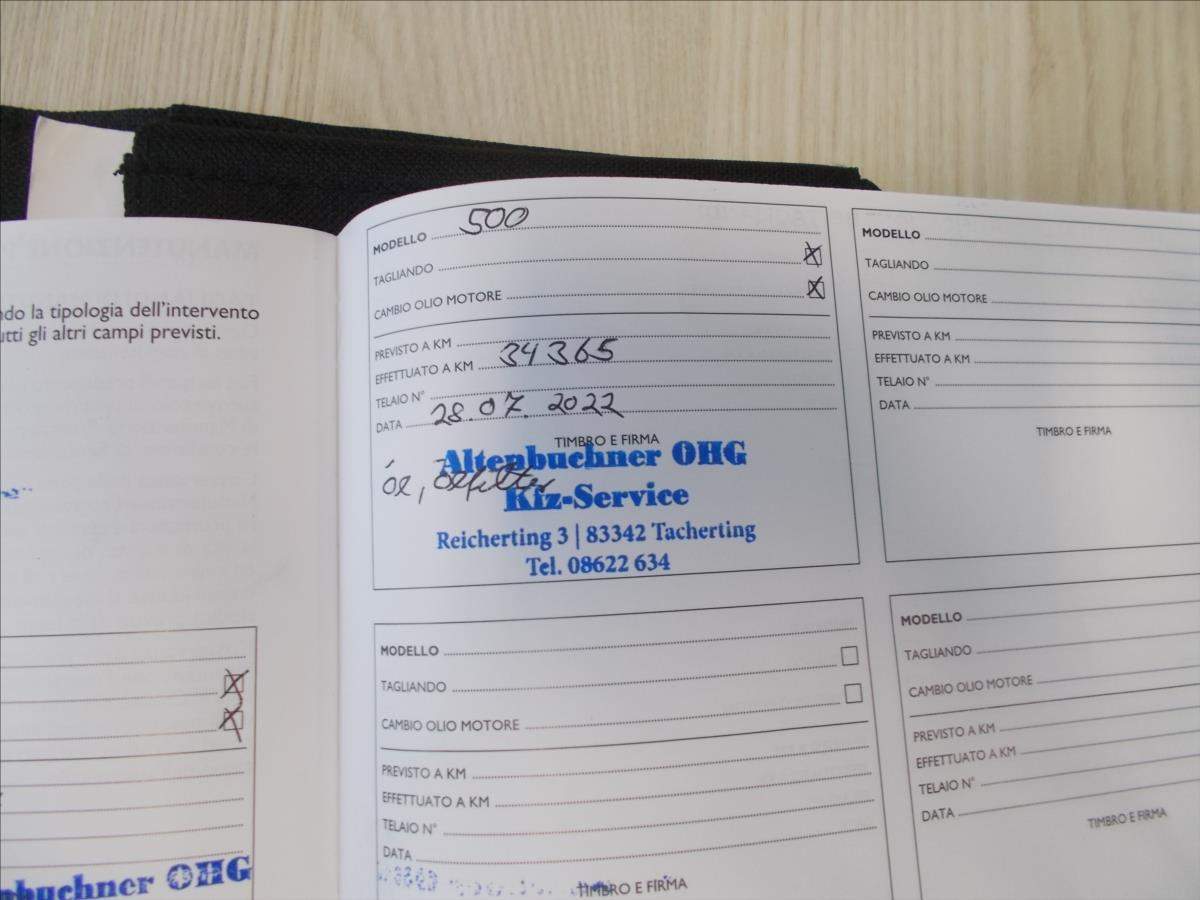 ndo la tipologia dell'intervento
utti gli altri campi previsti.
enbuchner OHG
MODELLO 500
TAGLIANDO
CAMBIO OLIO MOTORE
PREVISTO A KM
EFFETTUATO A KM 34365
TELAIO N°
DATA 28.07.2022
TIMBRO E FIRMA
Altenbuchner OHG
Kfz-Service
Reicherting 3 | 83342 Tacherting
Tel. 08622 634
MODELLO
TAGLIANDO
CAMBIO OLIO MOTORE
PREVISTO A KM
EFFETTUATO A KM
TELAIO N°
DATA
TIMBRO E FIRMA
MODELLO
TAGLIANDO
CAMBIO OLIO MOTORE
PREVISTO A KM
EFFETTUATO A KM
TELAIO N°
DATA
TIMBRO E FIRMA
MODELLO
TAGLIANDO
CAMBIO OLIO MOTORE
PREVISTO A KM
EFFETTUATO A KM
TELAIO N°
DATA
TIMBRO E FIRMA